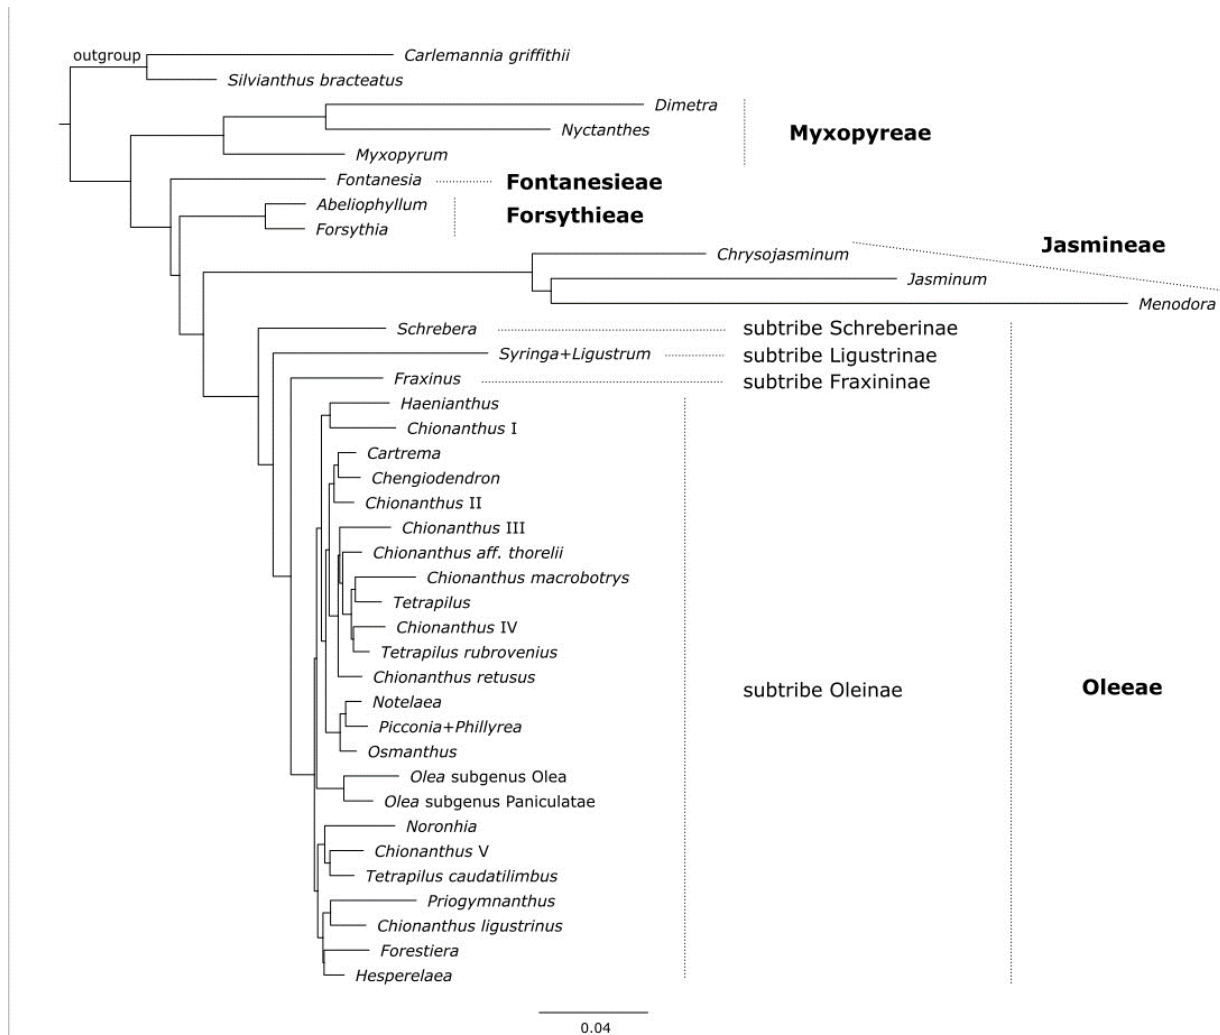 outgroup
Carlemannia griffithii
Silvianthus bracteatus
Dimetra
Nyctanthes
Myxopyreae
Myxopyrum
Fontanesia
Fontanesieae
Abeliophyllum
Forsythieae
Forsythia
Jasmineae
Chrysojasminum
Jasminum
Menodora
Schrebera
subtribe Schreberinae
Syringa+Ligustrum
subtribe Ligustrinae
Fraxinus
subtribe Fraxininae
Haenianthus
Chionanthus I
Cartrema
Chengiodendron
Chionanthus II
Chionanthus III
Chionanthus aff. thorelii
Chionanthus macrobotrys
Tetrapilus
Chionanthus IV
Tetrapilus rubrovenius
Chionanthus retusus
subtribe Oleinae
Oleeae
Notelaea
Picconia+Phillyrea
Osmanthus
Olea subgenus Olea
Olea subgenus Paniculatae
Noronhia
Chionanthus V
Tetrapilus caudatilimbus
Priogymnanthus
Chionanthus ligustrinus
Forestiera
Hesperelaea
0.04